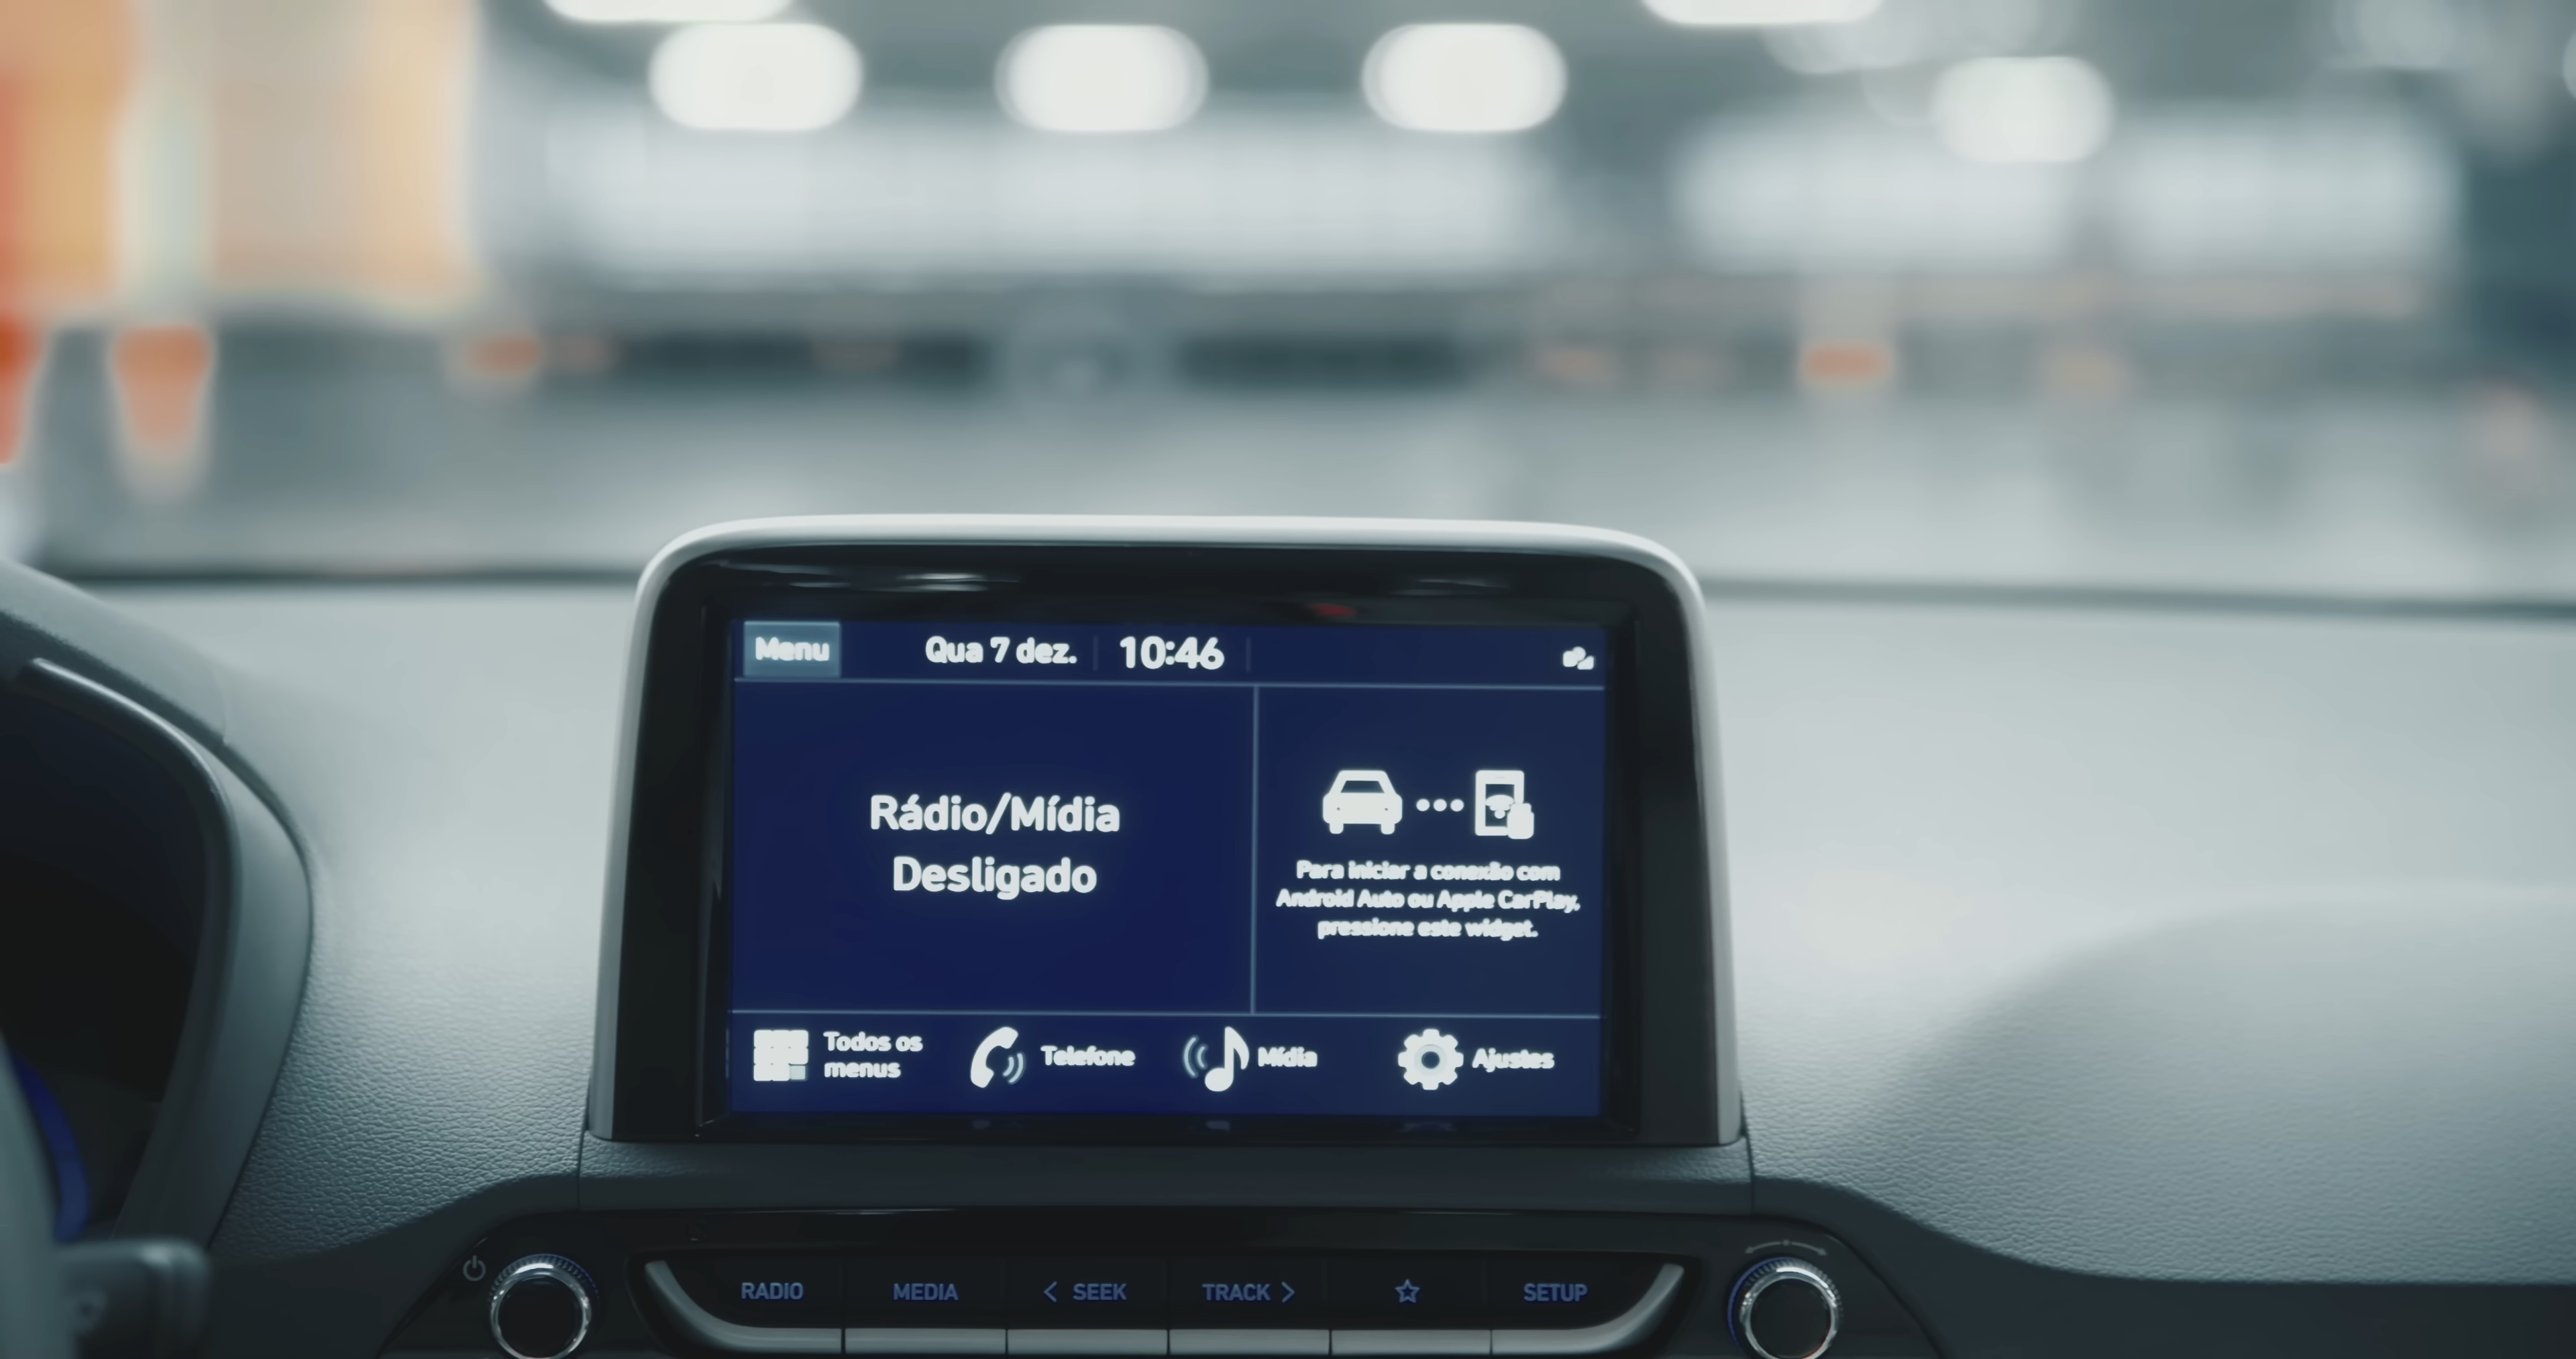 Menu
Qua 7 dez.
10:46
Rádio/Mídia
Desligado
Para iniciar a conexão com
Android Auto ou Apple CarPlay,
pressione este widget.
Todos os
menus
Telefone
Mídia
Ajustes
RADIO
MEDIA
< SEEK
TRACK >
SETUP